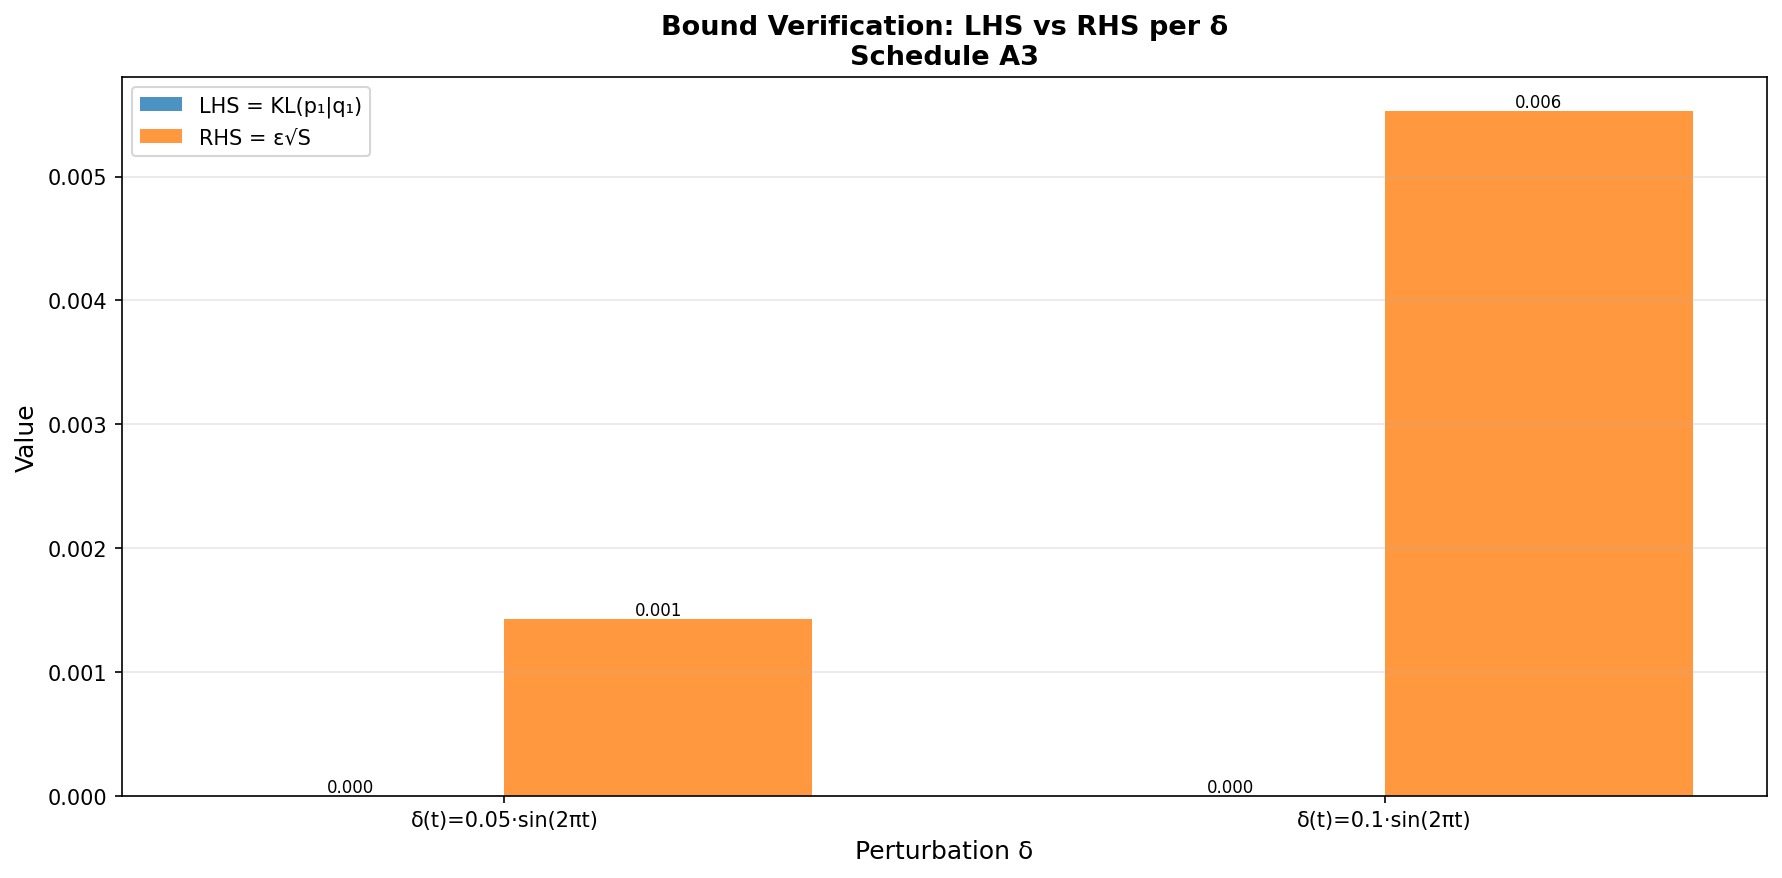 Bound Verification: LHS vs RHS per δ
Schedule A3
LHS = KL(p₁|q₁)
RHS = ε√S
Value
0.005
0.004
0.003
0.002
0.001
0.000
0.000
0.001
0.000
0.006
δ(t)=0.05·sin(2πt)
δ(t)=0.1·sin(2πt)
Perturbation δ